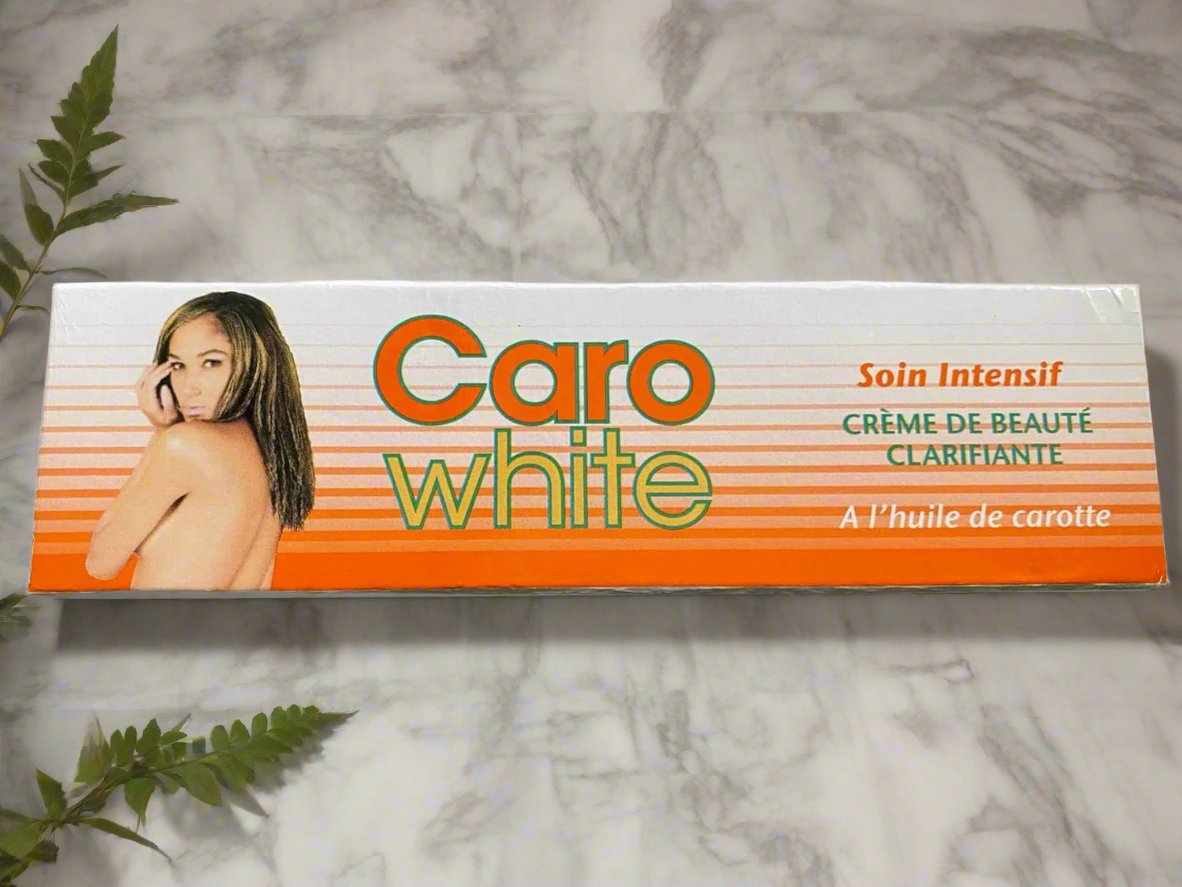 Caro
white
Soin Intensif
CRÈME DE BEAUTÉ
CLARIFIANTE
A l'huile de carotte